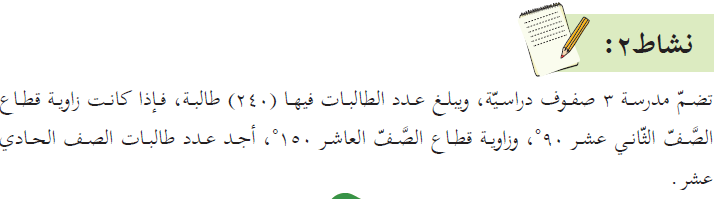 نشاط٢:
تضمّ مدرسة ٣ صفوف دراسيّة، ويبلغ عدد الطالبات فيها (٢٤٠) طالبة، فإذا كانت زاوية قطاع
الصَّفّ الثّاني عشر ٩٠°، وزاوية قطاع الصَّفّ العاشر ١٥٠°، أجد عدد طالبات الصف الحادي
عشر.